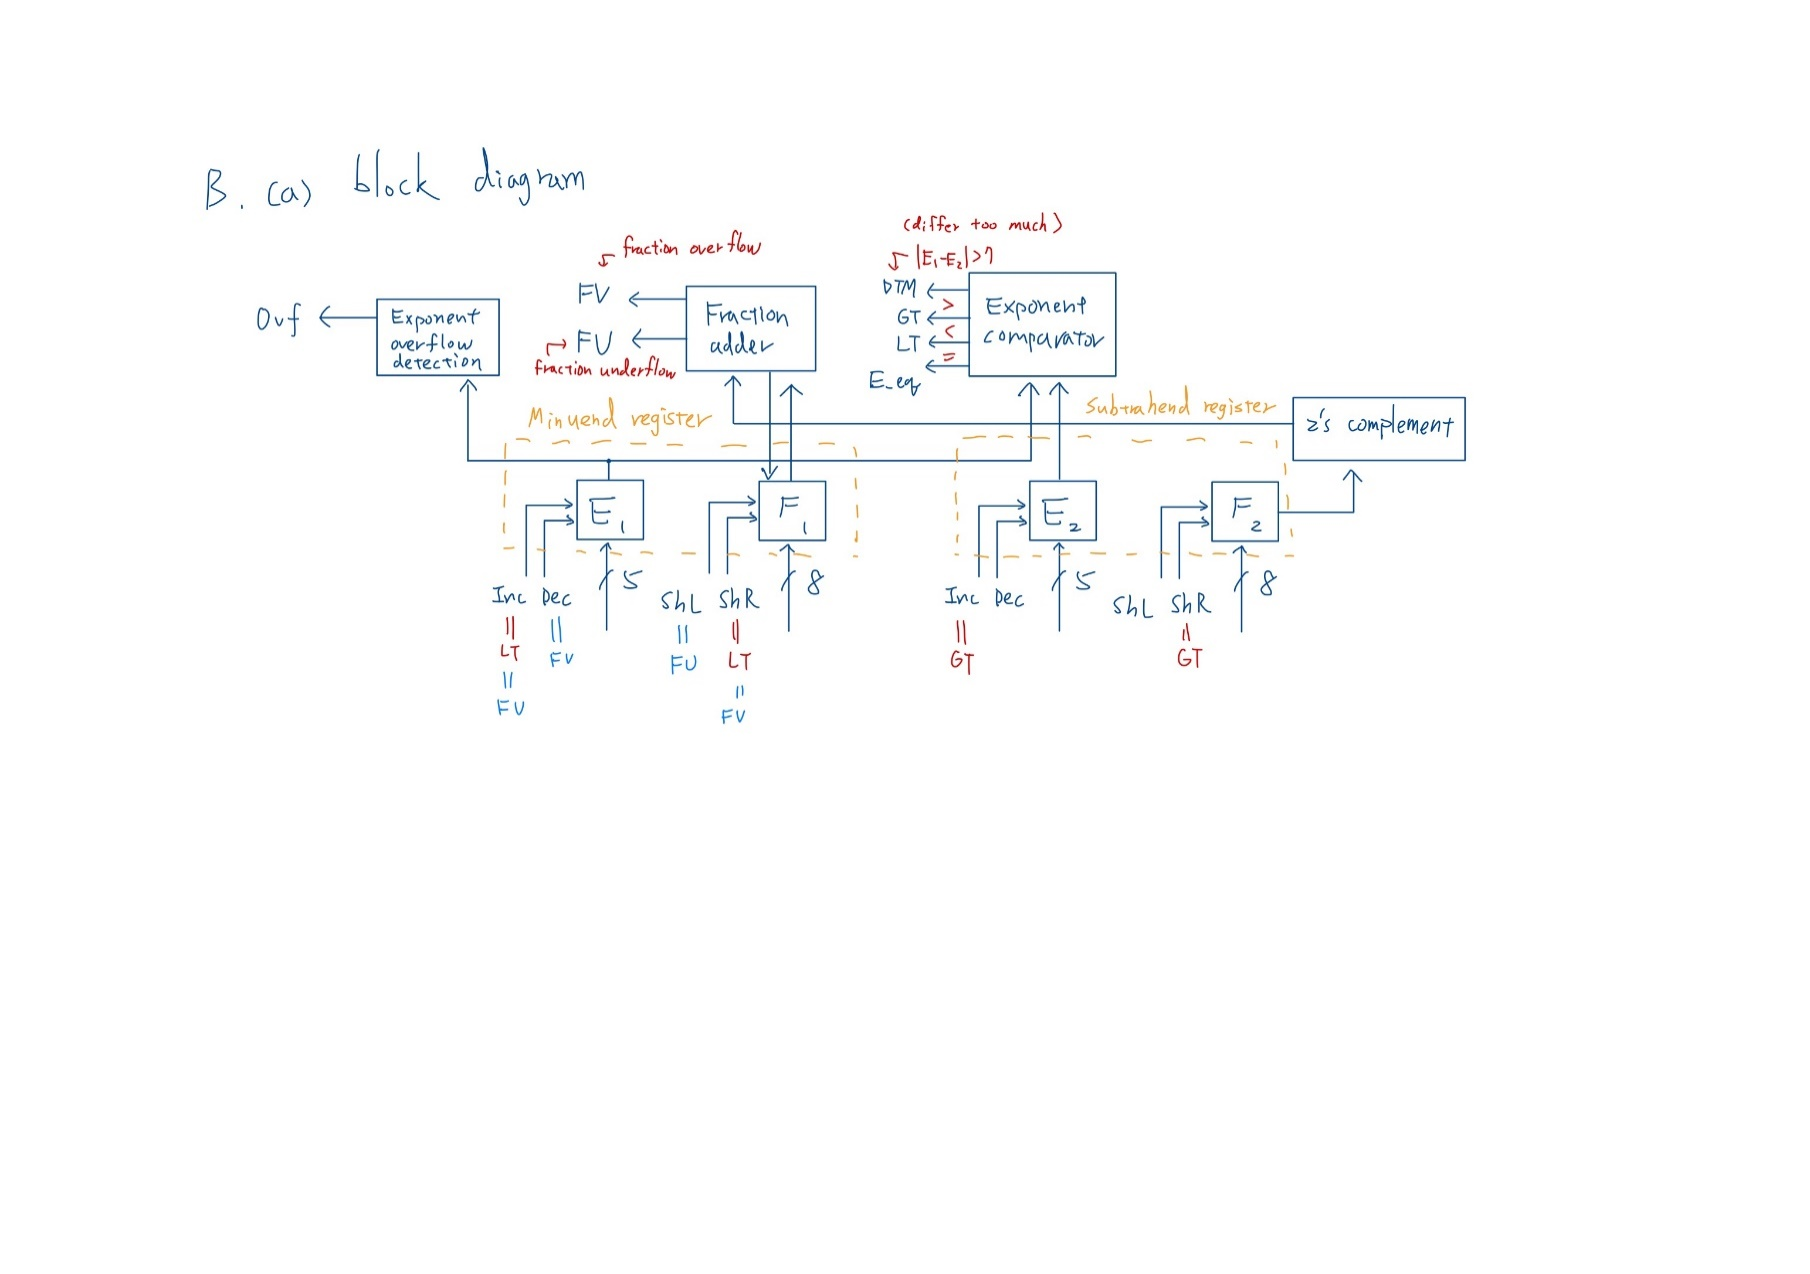 B. (a) block diagram
(differ too much)
fraction overflow
|E₁-E₂|>7
FV
DTM
Ovf
Exponent
overflow
detection
Fraction
adder
>
GT
<
LT
=
E_eq
Exponent
comparator
FU
fraction underflow
Minuend register
Subtrahend register
2's complement
E₁
F₁
E₂
F₂
5
8
5
8
Inc Dec
ShL ShR
Inc Dec
ShL ShR
||
||
||
||
||
||
LT
FU
LT
GT
GT
||
||
FV
FV